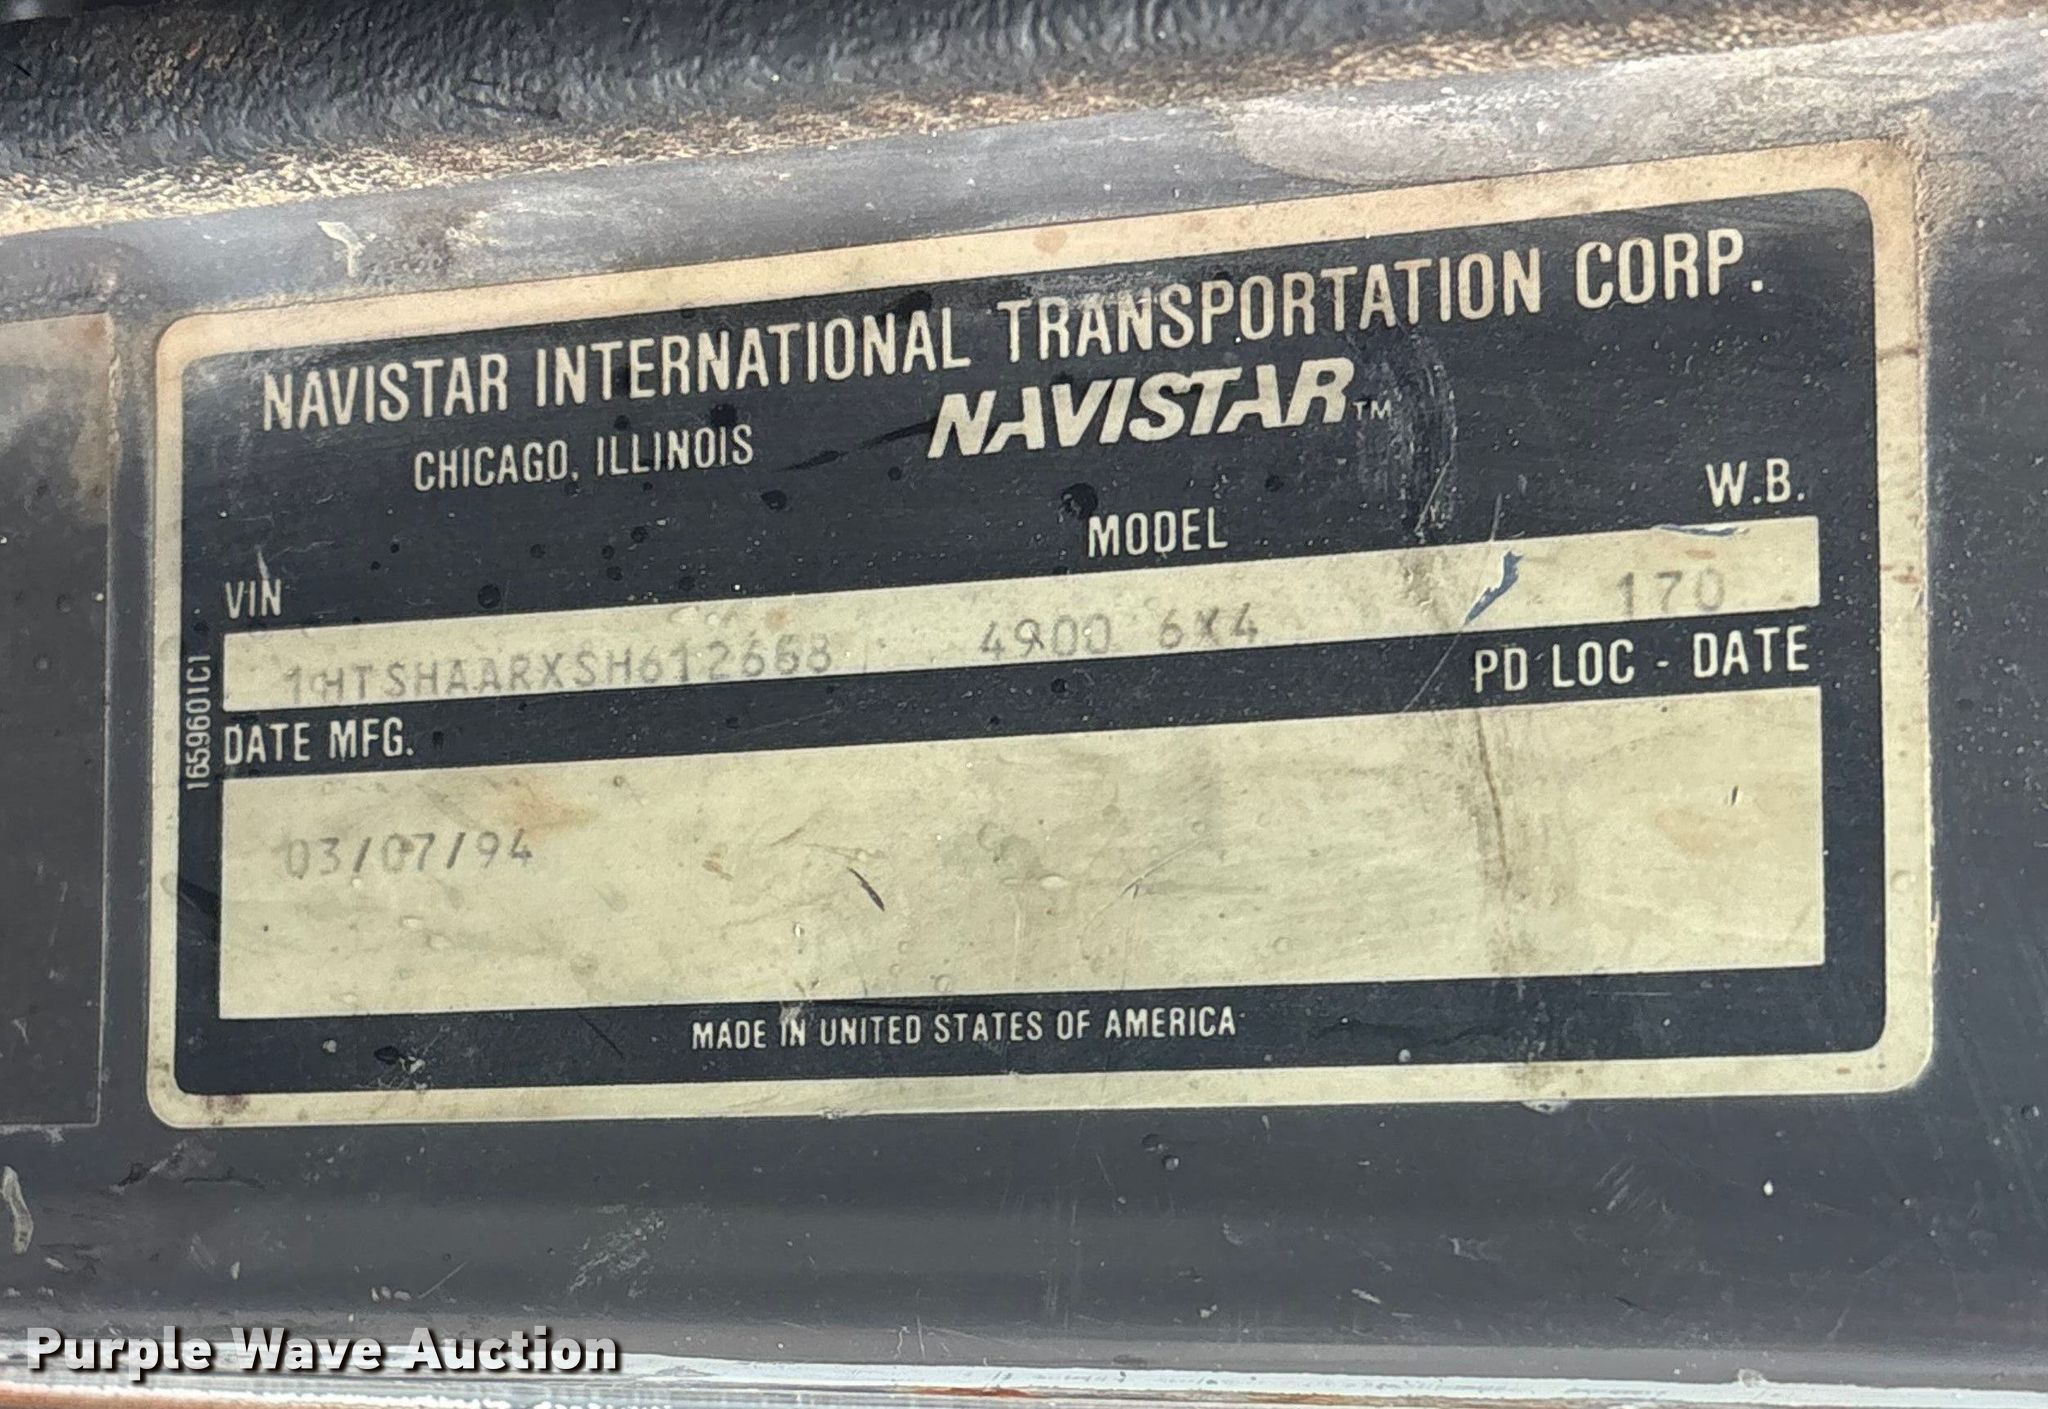 NAVISTAR INTERNATIONAL TRANSPORTATION CORP.
CHICAGO, ILLINOIS NAVISTAR™
VIN MODEL W.B.
1HTSHAARXSH612668 4900 6X4 170
DATE MFG. PD LOC - DATE
03/07/94
MADE IN UNITED STATES OF AMERICA
1659601C1
Purple Wave Auction